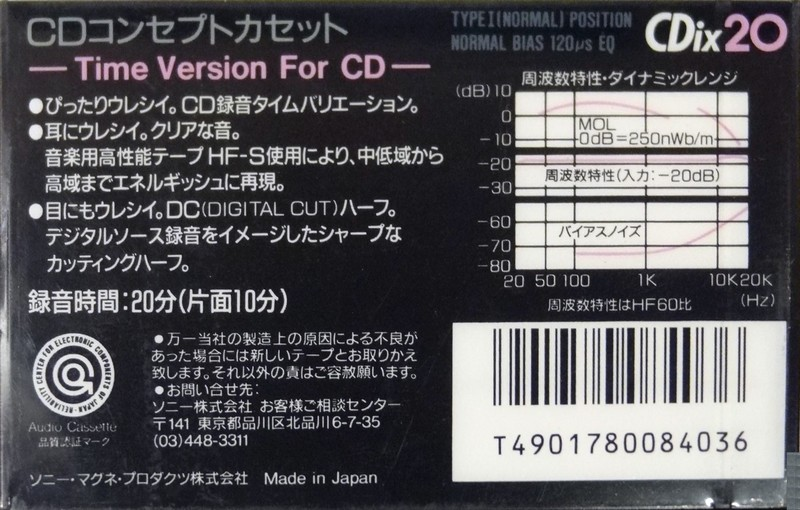 CDコンセプトカセット
TYPE I(NORMAL) POSITION
NORMAL BIAS 120μs EQ
CDix20
— Time Version For CD —
●ぴったりウレシイ。CD録音タイムバリエーション。
●耳にウレシイ。クリアな音。
音楽用高性能テープHF-S使用により、中低域から
高域までエネルギッシュに再現。
●目にもウレシイ。DC(DIGITAL CUT)ハーフ。
デジタルソース録音をイメージしたシャープな
カッティングハーフ。
録音時間:20分(片面10分)
周波数特性・ダイナミックレンジ
(dB)
10
0
-10
-20
-30
-60
-70
-80
MOL
0dB=250nWb/m
周波数特性(入力:-20dB)
バイアスノイズ
20 50 100 1K 10K 20K
(Hz)
周波数特性はHF60比
RELIABILITY CENTER FOR ELECTRONIC COMPONENTS OF JAPAN
Audio Cassette
品質認証マーク
●万一当社の製造上の原因による不良が
あった場合には新しいテープとお取りかえ
致します。それ以外の責はご容赦願います。
●お問い合せ先:
ソニー株式会社 お客様ご相談センター
〒141 東京都品川区北品川6-7-35
(03)448-3311
ソニー・マグネ・プロダクツ株式会社 Made in Japan
T4901780084036